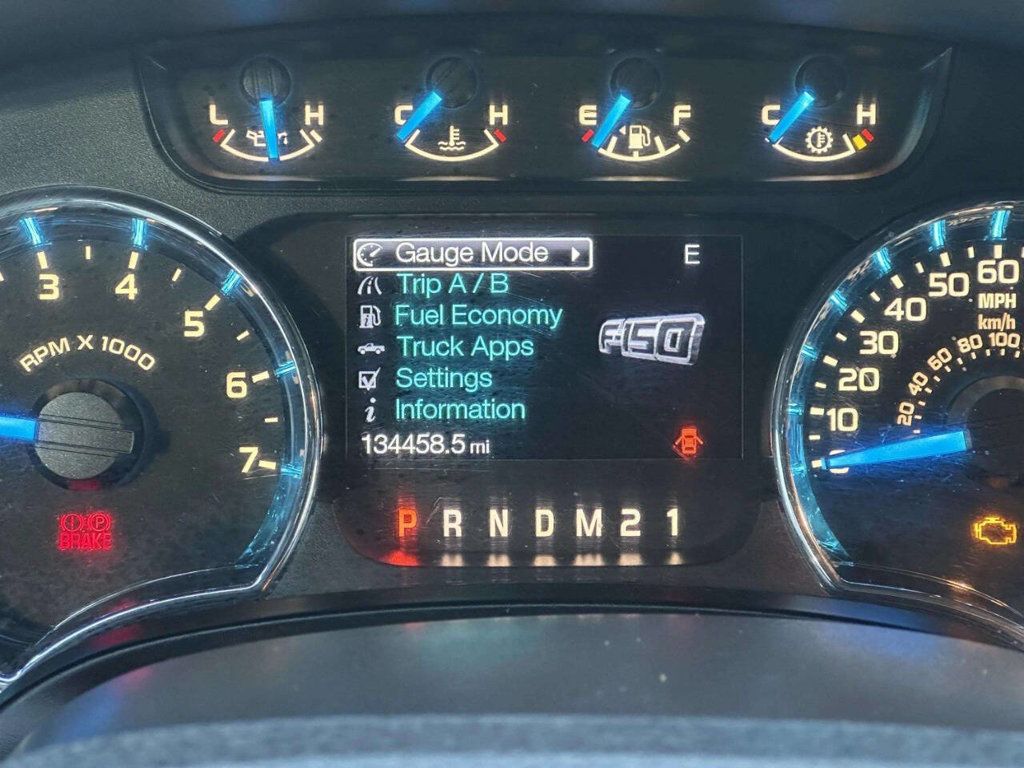 L H C H E F C H
Gauge Mode E
Trip A / B
Fuel Economy
Truck Apps
Settings
i Information
134458.5 mi
F-150
P R N D M 2 1
3 4 5 6 7
RPM X 1000
BRAKE
10 20 30 40 50 60
MPH
km/h
20 40 60 80 100